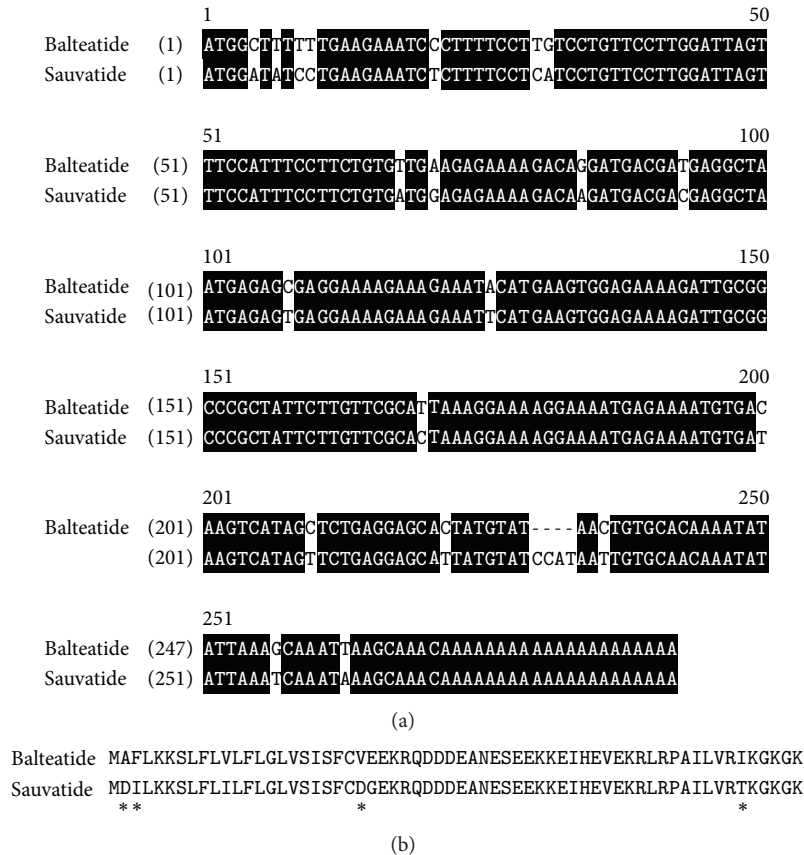 1 50
Balteatide (1) ATGGCTTTTTTGAAGAAATCCCTTTTCCTTGTCCTGTTCCTTGGATTAGT
Sauvatide (1) ATGGATATCCTGAAGAAATCTCTTTTCCTCATCCTGTTCCTTGGATTAGT
51 100
Balteatide (51) TTCCATTTCCTTCTGTGTTGAAGAGAAAAGACAGGATGACGATGAGGCTA
Sauvatide (51) TTCCATTTCCTTCTGTGATGGAGAGAAAAGACAAGATGACGACGAGGCTA
101 150
Balteatide (101) ATGAGAGCGAGGAAAAGAAAGAAATACATGAAGTGGAGAAAAGATTGCGG
Sauvatide (101) ATGAGAGTGAGGAAAAGAAAGAAATTCATGAAGTGGAGAAAAGATTGCGG
151 200
Balteatide (151) CCCGCTATTCTTGTTCGCATTAAAGGAAAAGGAAAATGAGAAAATGTGAC
Sauvatide (151) CCCGCTATTCTTGTTCGCACTAAAGGAAAAGGAAAATGAGAAAATGTGAT
201 250
Balteatide (201) AAGTCATAGCTCTGAGGAGCACTATGTAT----AACTGTGCACAAAATAT
(201) AAGTCATAGTTCTGAGGAGCATTATGTATCCATAATTGTGCAACAAATAT
251
Balteatide (247) ATTAAAGCAAATTAAGCAAACAAAAAAAAAAAAAAAAAAAAA
Sauvatide (251) ATTAAATCAAATAAAGCAAACAAAAAAAAAAAAAAAAAAAAA
(a)
Balteatide MAFLKKSLFLVLFLGLVSISFCVEEKRQDDDEANESEEKKEIHEVEKRLRPAILVRIKGKGK
Sauvatide MDILKKSLFLILFLGLVSISFCDGEKRQDDDEANESEEKKEIHEVEKRLRPAILVRTKGKGK
* * * *
(b)